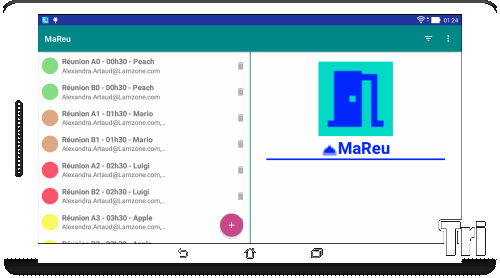 01:24
MaReu
Réunion A0 - 00h30 - Peach
Alexandra.Artaud@Lamzone.com
Réunion B0 - 00h30 - Peach
Alexandra.Artaud@Lamzone.com
Réunion A1 - 01h30 - Mario
Alexandra.Artaud@Lamzone.com,...
Réunion B1 - 01h30 - Mario
Alexandra.Artaud@Lamzone.com,...
Réunion A2 - 02h30 - Luigi
Alexandra.Artaud@Lamzone.com,...
Réunion B2 - 02h30 - Luigi
Alexandra.Artaud@Lamzone.com,...
Réunion A3 - 03h30 - Apple
Alexandra.Artaud@Lamzone.com,...
MaReu
Tri